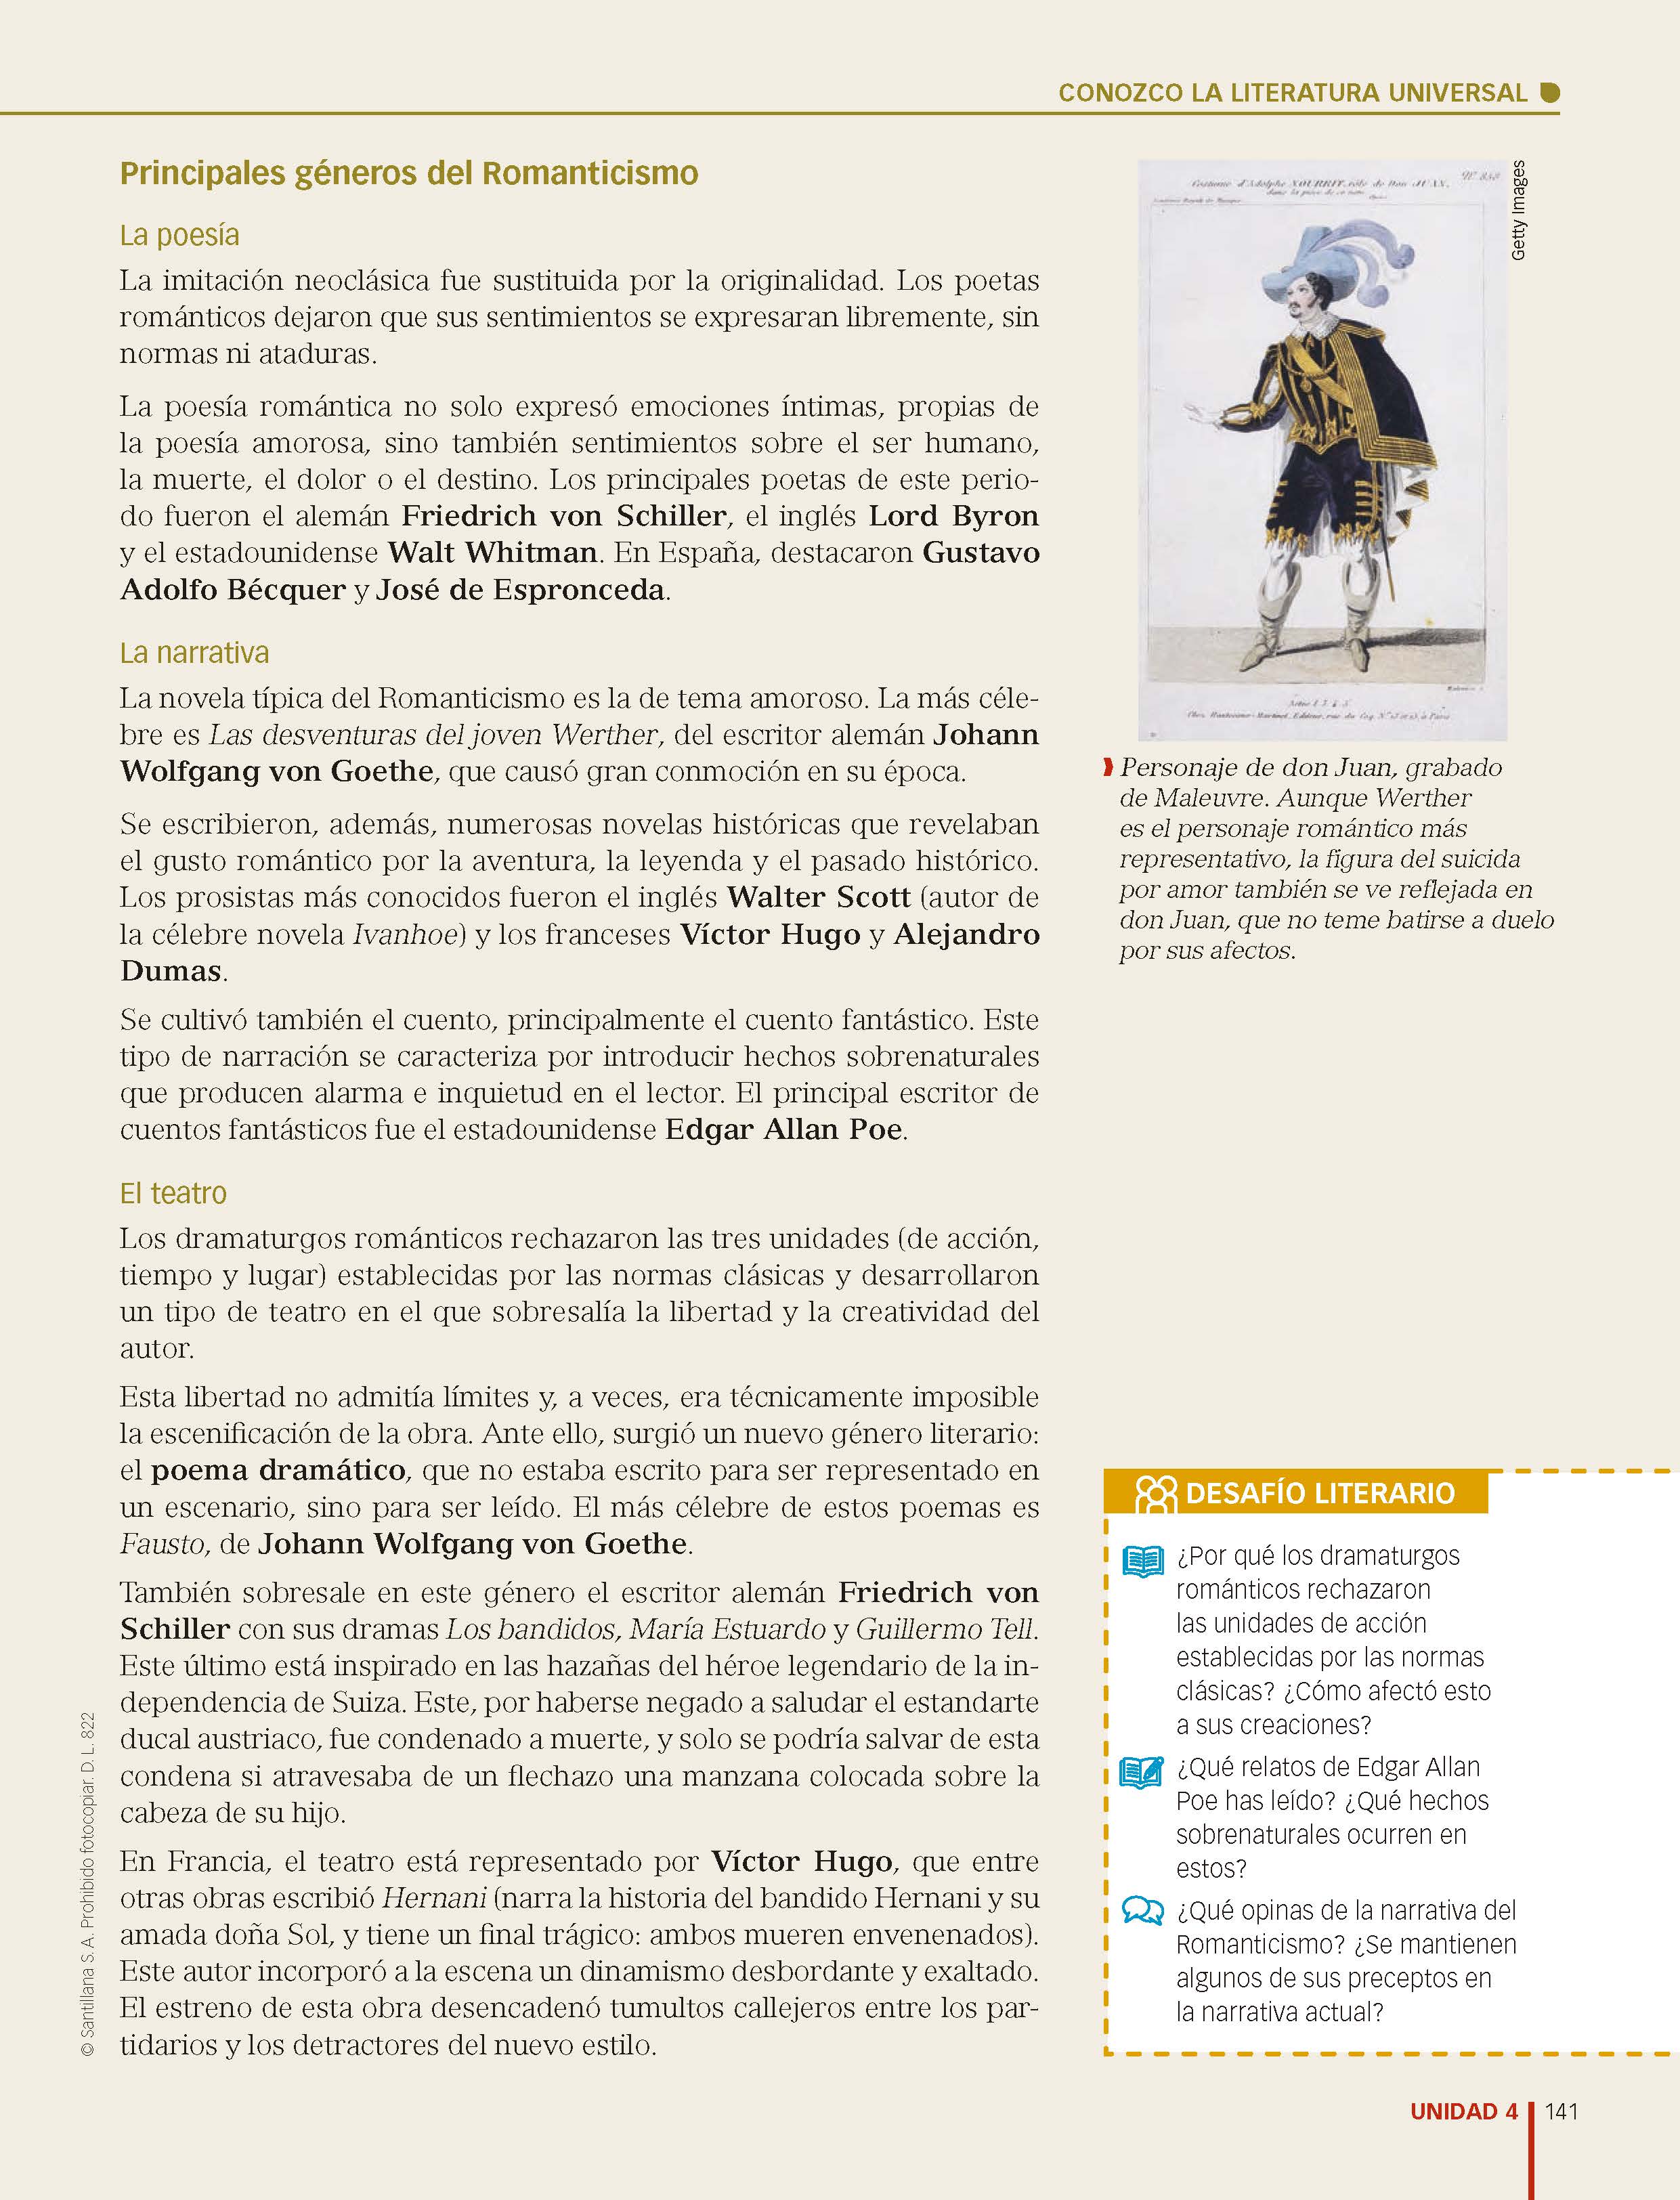 CONOZCO LA LITERATURA UNIVERSAL
Principales géneros del Romanticismo
La poesía
La imitación neoclásica fue sustituida por la originalidad. Los poetas
románticos dejaron que sus sentimientos se expresaran libremente, sin
normas ni ataduras.
La poesía romántica no solo expresó emociones íntimas, propias de
la poesía amorosa, sino también sentimientos sobre el ser humano,
la muerte, el dolor o el destino. Los principales poetas de este perio-
do fueron el alemán Friedrich von Schiller, el inglés Lord Byron
y el estadounidense Walt Whitman. En España, destacaron Gustavo
Adolfo Bécquer y José de Espronceda.
La narrativa
La novela típica del Romanticismo es la de tema amoroso. La más céle-
bre es Las desventuras del joven Werther, del escritor alemán Johann
Wolfgang von Goethe, que causó gran conmoción en su época.
Se escribieron, además, numerosas novelas históricas que revelaban
el gusto romántico por la aventura, la leyenda y el pasado histórico.
Los prosistas más conocidos fueron el inglés Walter Scott (autor de
la célebre novela Ivanhoe) y los franceses Víctor Hugo y Alejandro
Dumas.
Se cultivó también el cuento, principalmente el cuento fantástico. Este
tipo de narración se caracteriza por introducir hechos sobrenaturales
que producen alarma e inquietud en el lector. El principal escritor de
cuentos fantásticos fue el estadounidense Edgar Allan Poe.
El teatro
Los dramaturgos románticos rechazaron las tres unidades (de acción,
tiempo y lugar) establecidas por las normas clásicas y desarrollaron
un tipo de teatro en el que sobresalía la libertad y la creatividad del
autor.
Esta libertad no admitía límites y, a veces, era técnicamente imposible
la escenificación de la obra. Ante ello, surgió un nuevo género literario:
el poema dramático, que no estaba escrito para ser representado en
un escenario, sino para ser leído. El más célebre de estos poemas es
Fausto, de Johann Wolfgang von Goethe.
También sobresale en este género el escritor alemán Friedrich von
Schiller con sus dramas Los bandidos, María Estuardo y Guillermo Tell.
Este último está inspirado en las hazañas del héroe legendario de la in-
dependencia de Suiza. Este, por haberse negado a saludar el estandarte
ducal austriaco, fue condenado a muerte, y solo se podría salvar de esta
condena si atravesaba de un flechazo una manzana colocada sobre la
cabeza de su hijo.
En Francia, el teatro está representado por Víctor Hugo, que entre
otras obras escribió Hernani (narra la historia del bandido Hernani y su
amada doña Sol, y tiene un final trágico: ambos mueren envenenados).
Este autor incorporó a la escena un dinamismo desbordante y exaltado.
El estreno de esta obra desencadenó tumultos callejeros entre los par-
tidarios y los detractores del nuevo estilo.
© Santillana S. A. Prohibido fotocopiar. D. L. 822
Costume d'Adolphe NOURRIT, rôle de Don JUAN,
Getty Images
Personaje de don Juan, grabado
de Maleuvre. Aunque Werther
es el personaje romántico más
representativo, la figura del suicida
por amor también se ve reflejada en
don Juan, que no teme batirse a duelo
por sus afectos.
DESAFÍO LITERARIO
¿Por qué los dramaturgos
románticos rechazaron
las unidades de acción
establecidas por las normas
clásicas? ¿Cómo afectó esto
a sus creaciones?
¿Qué relatos de Edgar Allan
Poe has leído? ¿Qué hechos
sobrenaturales ocurren en
estos?
¿Qué opinas de la narrativa del
Romanticismo? ¿Se mantienen
algunos de sus preceptos en
la narrativa actual?
UNIDAD 4 141